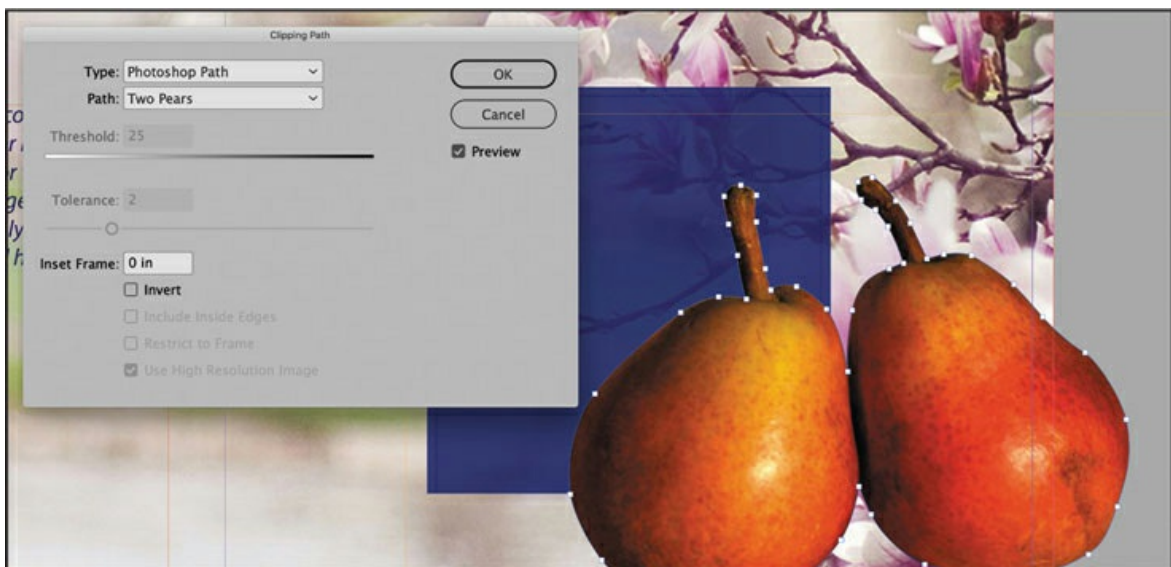 Clipping Path
Type: Photoshop Path
Path: Two Pears
Threshold: 25
Tolerance: 2
Inset Frame: 0 in
Invert
Include Inside Edges
Restrict to Frame
Use High Resolution Image
OK
Cancel
Preview